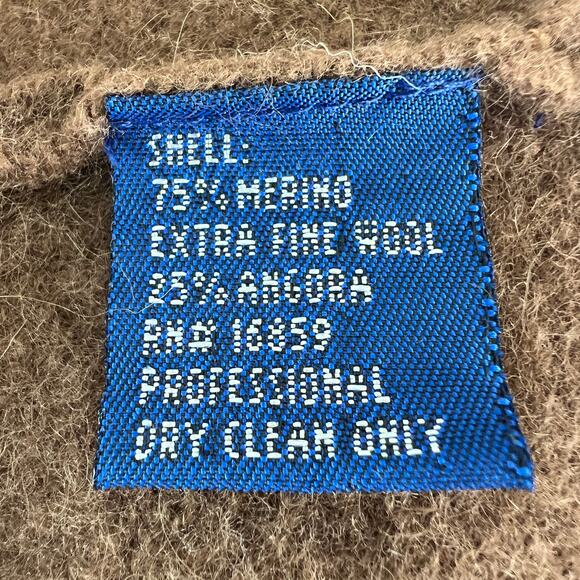 SHELL:
75% MERINO
EXTRA FINE WOOL
25% ANGORA
RN# 16859
PROFESSIONAL
DRY CLEAN ONLY